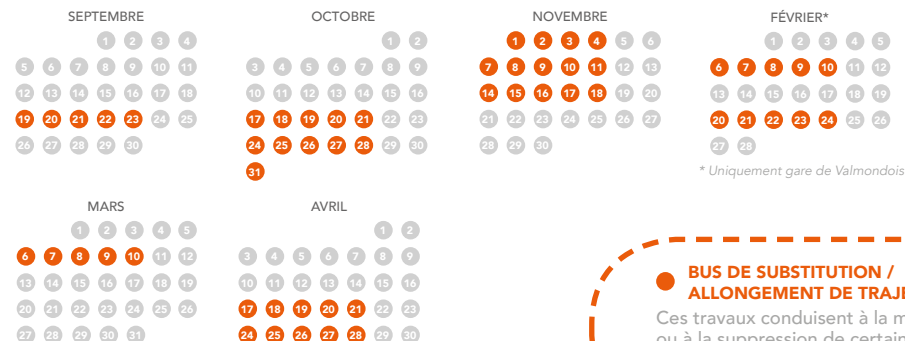 SEPTEMBRE
1 2 3 4
5 6 7 8 9 10 11
12 13 14 15 16 17 18
19 20 21 22 23 24 25
26 27 28 29 30
OCTOBRE
1 2
3 4 5 6 7 8 9
10 11 12 13 14 15 16
17 18 19 20 21 22 23
24 25 26 27 28 29 30
31
NOVEMBRE
1 2 3 4 5 6
7 8 9 10 11 12 13
14 15 16 17 18 19 20
21 22 23 24 25 26 27
28 29 30
FÉVRIER*
1 2 3 4 5
6 7 8 9 10 11 12
13 14 15 16 17 18 19
20 21 22 23 24 25 26
27 28
* Uniquement gare de Valmondois
MARS
1 2 3 4 5
6 7 8 9 10 11 12
13 14 15 16 17 18 19
20 21 22 23 24 25 26
27 28 29 30 31
AVRIL
1 2
3 4 5 6 7 8 9
10 11 12 13 14 15 16
17 18 19 20 21 22 23
24 25 26 27 28 29 30
BUS DE SUBSTITUTION /
ALLONGEMENT DE TRAJE
Ces travaux conduisent à la m
ou à la suppression de certain